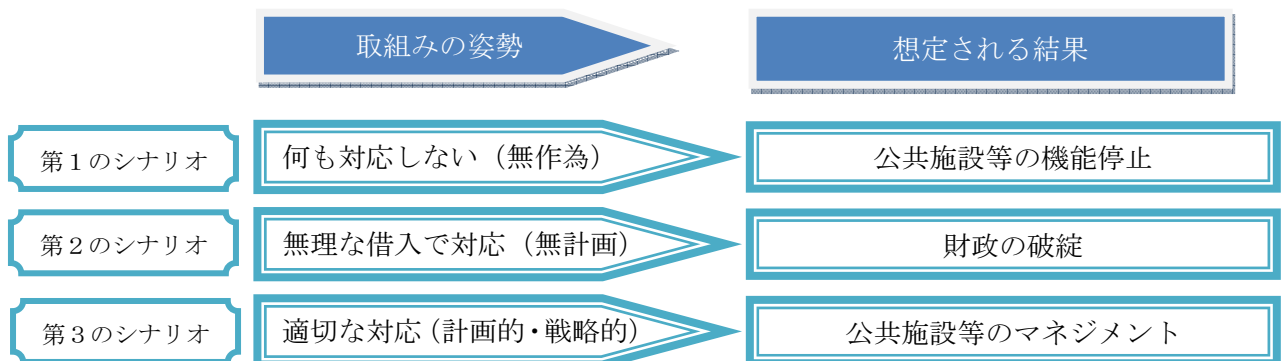 取組みの姿勢
想定される結果
第１のシナリオ
何も対応しない（無作為）
公共施設等の機能停止
第２のシナリオ
無理な借入で対応（無計画）
財政の破綻
第３のシナリオ
適切な対応（計画的・戦略的）
公共施設等のマネジメント